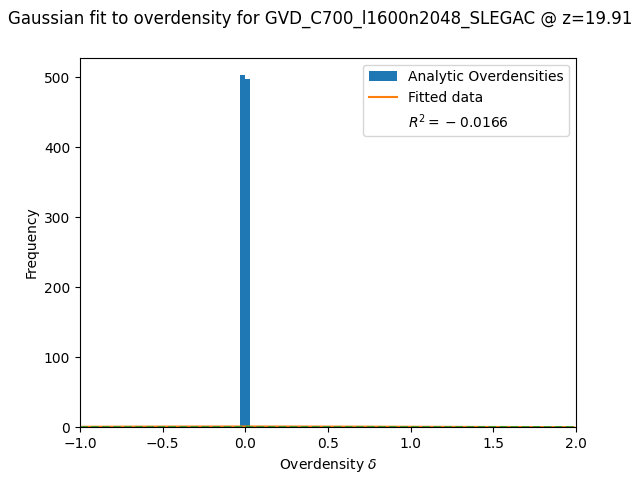 Gaussian fit to overdensity for GVD_C700_l1600n2048_SLEGAC @ z=19.91
500
400
300
200
100
0
Frequency
Analytic Overdensities
Fitted data
R² = − 0.0166
−1.0
−0.5
0.0
0.5
1.0
1.5
2.0
Overdensity δ